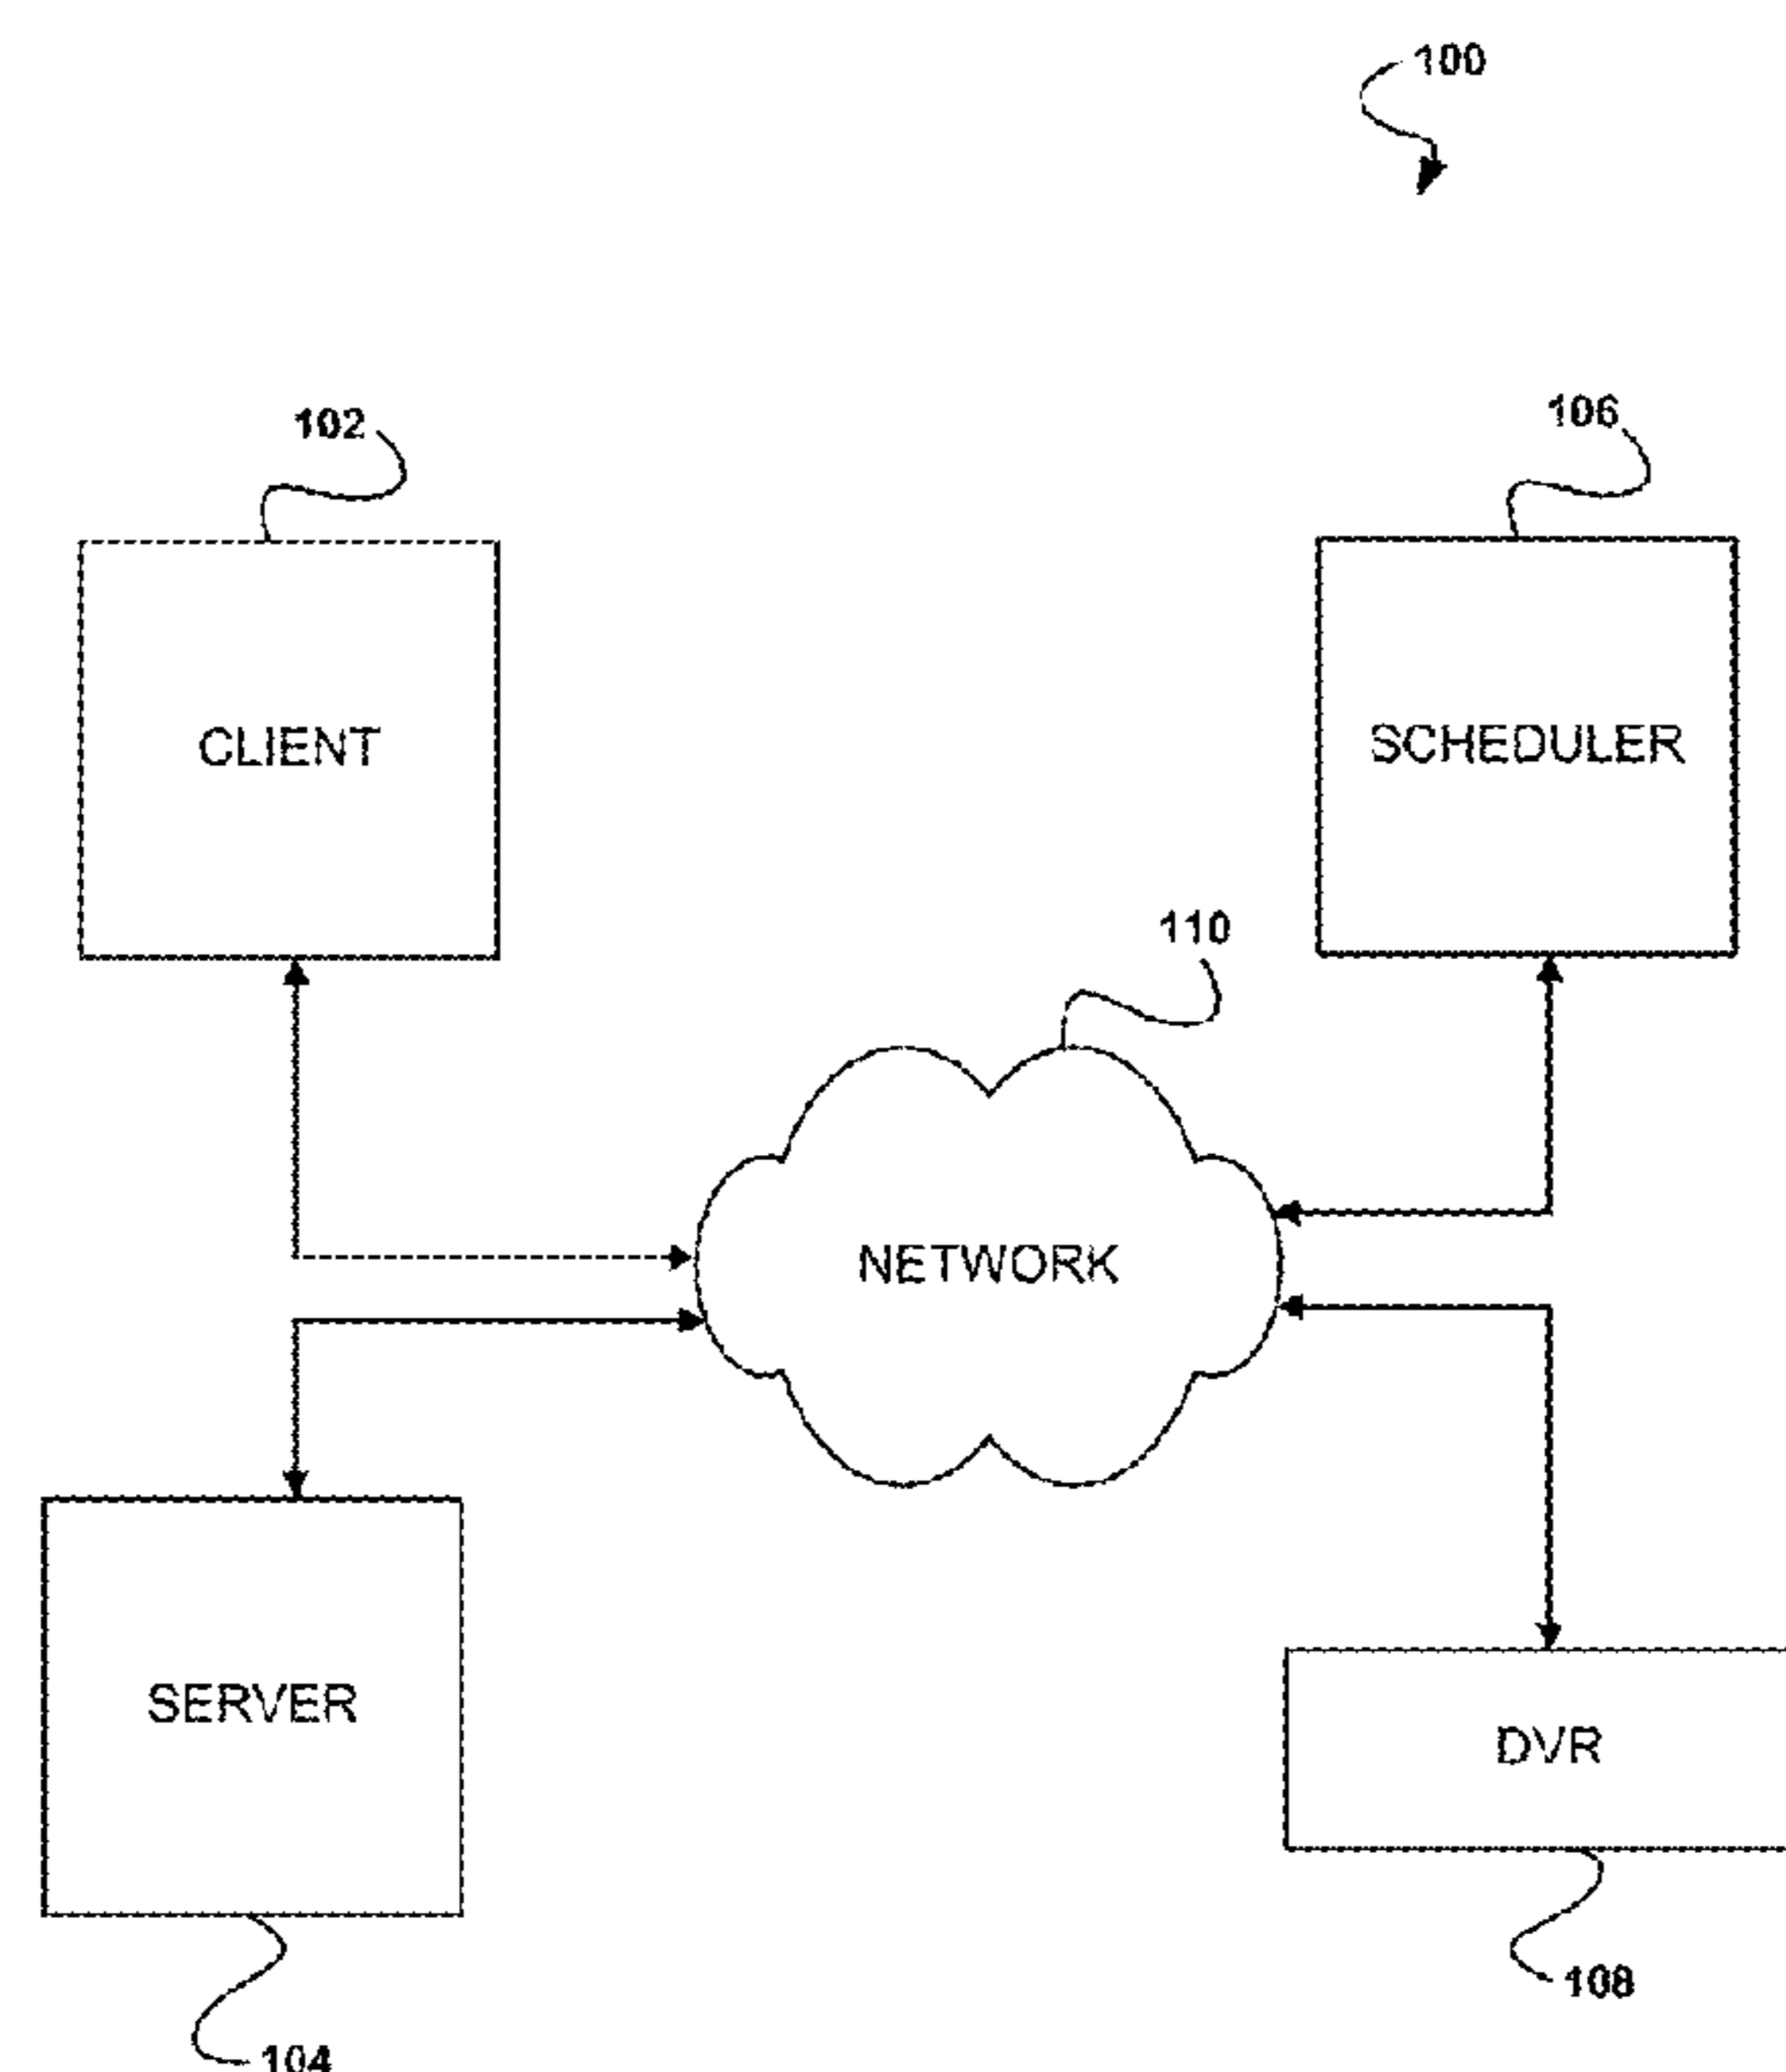 100
102
106
CLIENT
SCHEDULER
110
NETWORK
SERVER
DVR
108
104